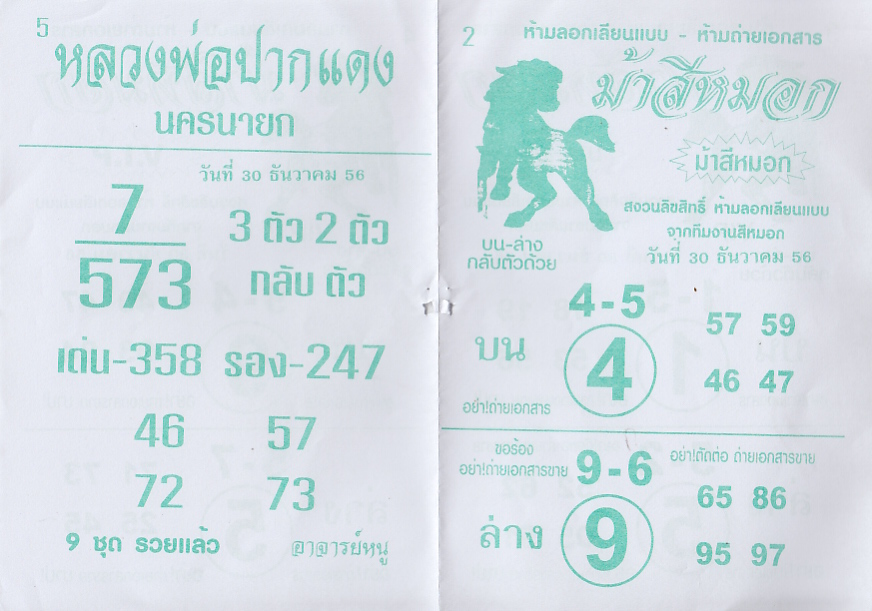 5
หลวงพ่อปากแดง
นครนายก
วันที่ 30 ธันวาคม 56
7
573
3 ตัว 2 ตัว
กลับ ตัว
เด่น-358 รอง-247
46 57
72 73
9 ชุด รวยแล้ว
อาจารย์หนู
2
ห้ามลอกเลียนแบบ - ห้ามถ่ายเอกสาร
ม้าสีหมอก
ม้าสีหมอก
สงวนลิขสิทธิ์ ห้ามลอกเลียนแบบ
จากทีมงานสีหมอก
วันที่ 30 ธันวาคม 56
บน-ล่าง
กลับตัวด้วย
4-5
บน
4
57 59
46 47
อย่า!ถ่ายเอกสาร
ขอร้อง
อย่า!ถ่ายเอกสารขาย
9-6
อย่า!ตัดต่อ ถ่ายเอกสารขาย
ล่าง
9
65 86
95 97